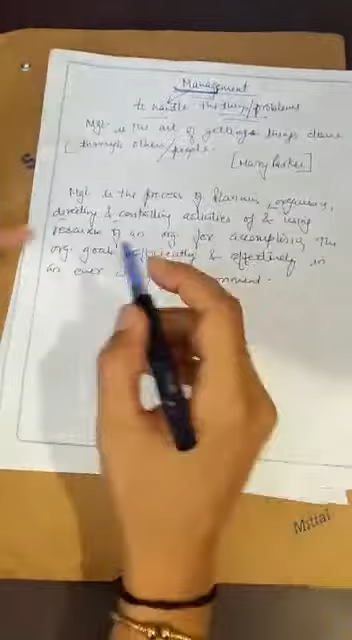 Management
to handle the things/problems
Mgt. is the art of getting things done
[ through others/people.
[Mary Parker]
Mgt is the process of Planning, organising,
directing & controlling activities of & using
resources of an org. for accomplising the
org. goals efficiently & effectively in
an ever
Mittal